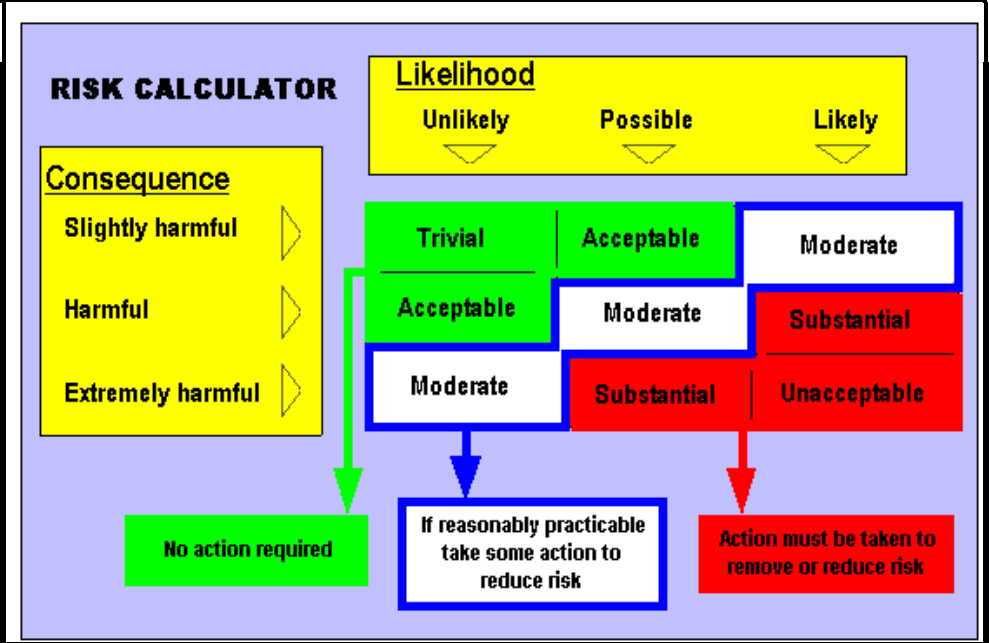 RISK CALCULATOR
Likelihood
Unlikely Possible Likely
Consequence
Slightly harmful
Harmful
Extremely harmful
Trivial Acceptable Moderate
Acceptable Moderate Substantial
Moderate Substantial Unacceptable
No action required
If reasonably practicable
take some action to
reduce risk
Action must be taken to
remove or reduce risk